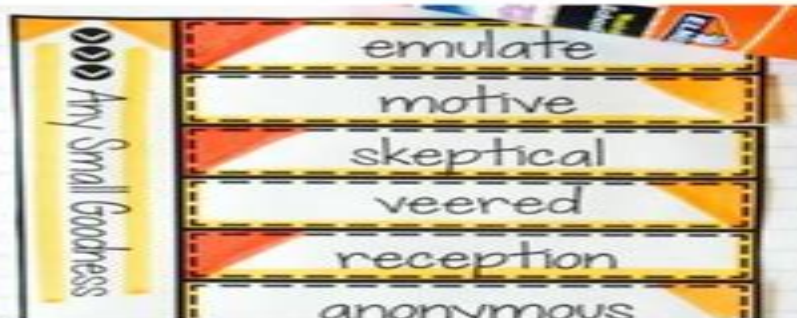 Any Small Goodness
emulate
motive
skeptical
veered
reception
anonymous